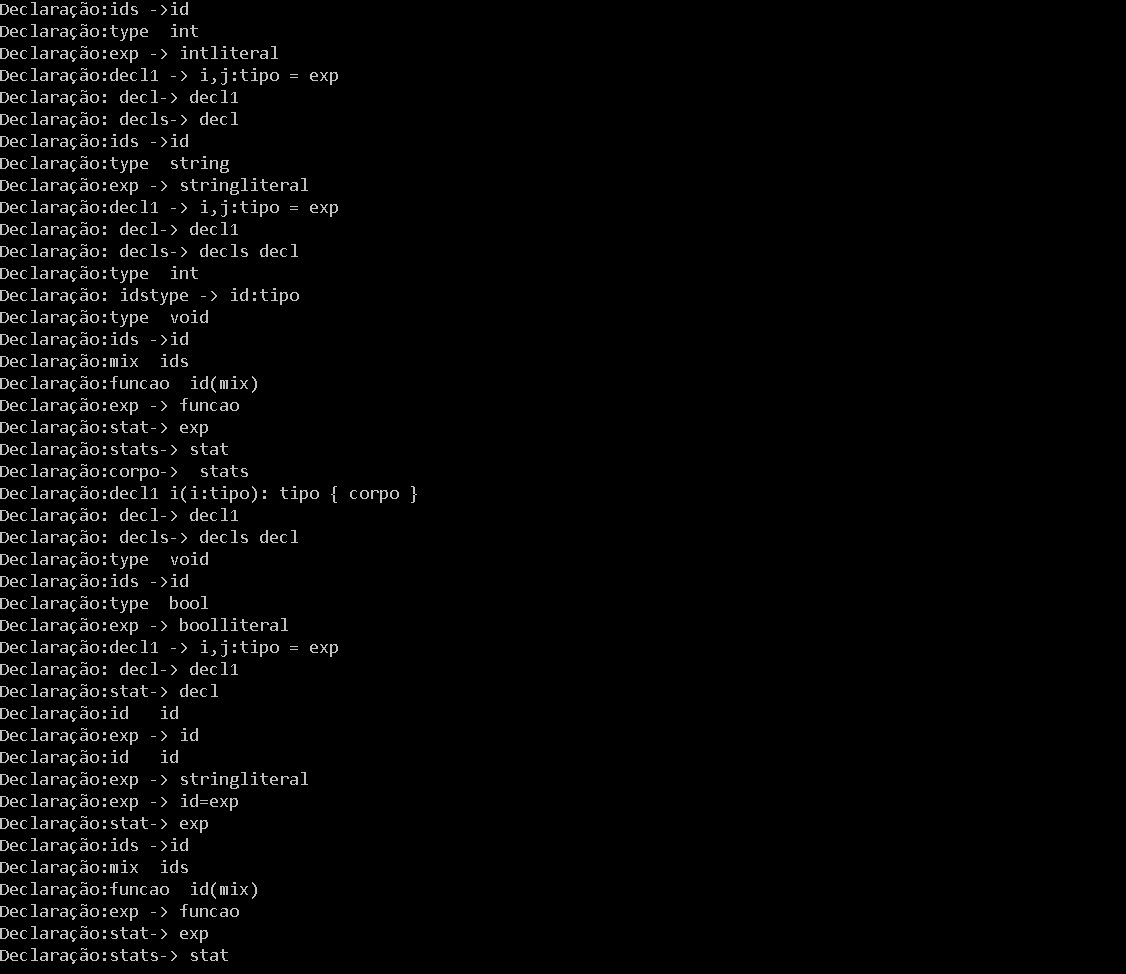 Declaração:ids ->id
Declaração:type  int
Declaração:exp -> intliteral
Declaração:decl1 -> i,j:tipo = exp
Declaração: decl-> decl1
Declaração: decls-> decl
Declaração:ids ->id
Declaração:type  string
Declaração:exp -> stringliteral
Declaração:decl1 -> i,j:tipo = exp
Declaração: decl-> decl1
Declaração: decls-> decls decl
Declaração:type  int
Declaração: idstype -> id:tipo
Declaração:type  void
Declaração:ids ->id
Declaração:mix  ids
Declaração:funcao  id(mix)
Declaração:exp -> funcao
Declaração:stat-> exp
Declaração:stats-> stat
Declaração:corpo->  stats
Declaração:decl1 i(i:tipo): tipo { corpo }
Declaração: decl-> decl1
Declaração: decls-> decls decl
Declaração:type  void
Declaração:ids ->id
Declaração:type  bool
Declaração:exp -> boolliteral
Declaração:decl1 -> i,j:tipo = exp
Declaração: decl-> decl1
Declaração:stat-> decl
Declaração:id   id
Declaração:exp -> id
Declaração:id   id
Declaração:exp -> stringliteral
Declaração:exp -> id=exp
Declaração:stat-> exp
Declaração:ids ->id
Declaração:mix  ids
Declaração:funcao  id(mix)
Declaração:exp -> funcao
Declaração:stat-> exp
Declaração:stats-> stat